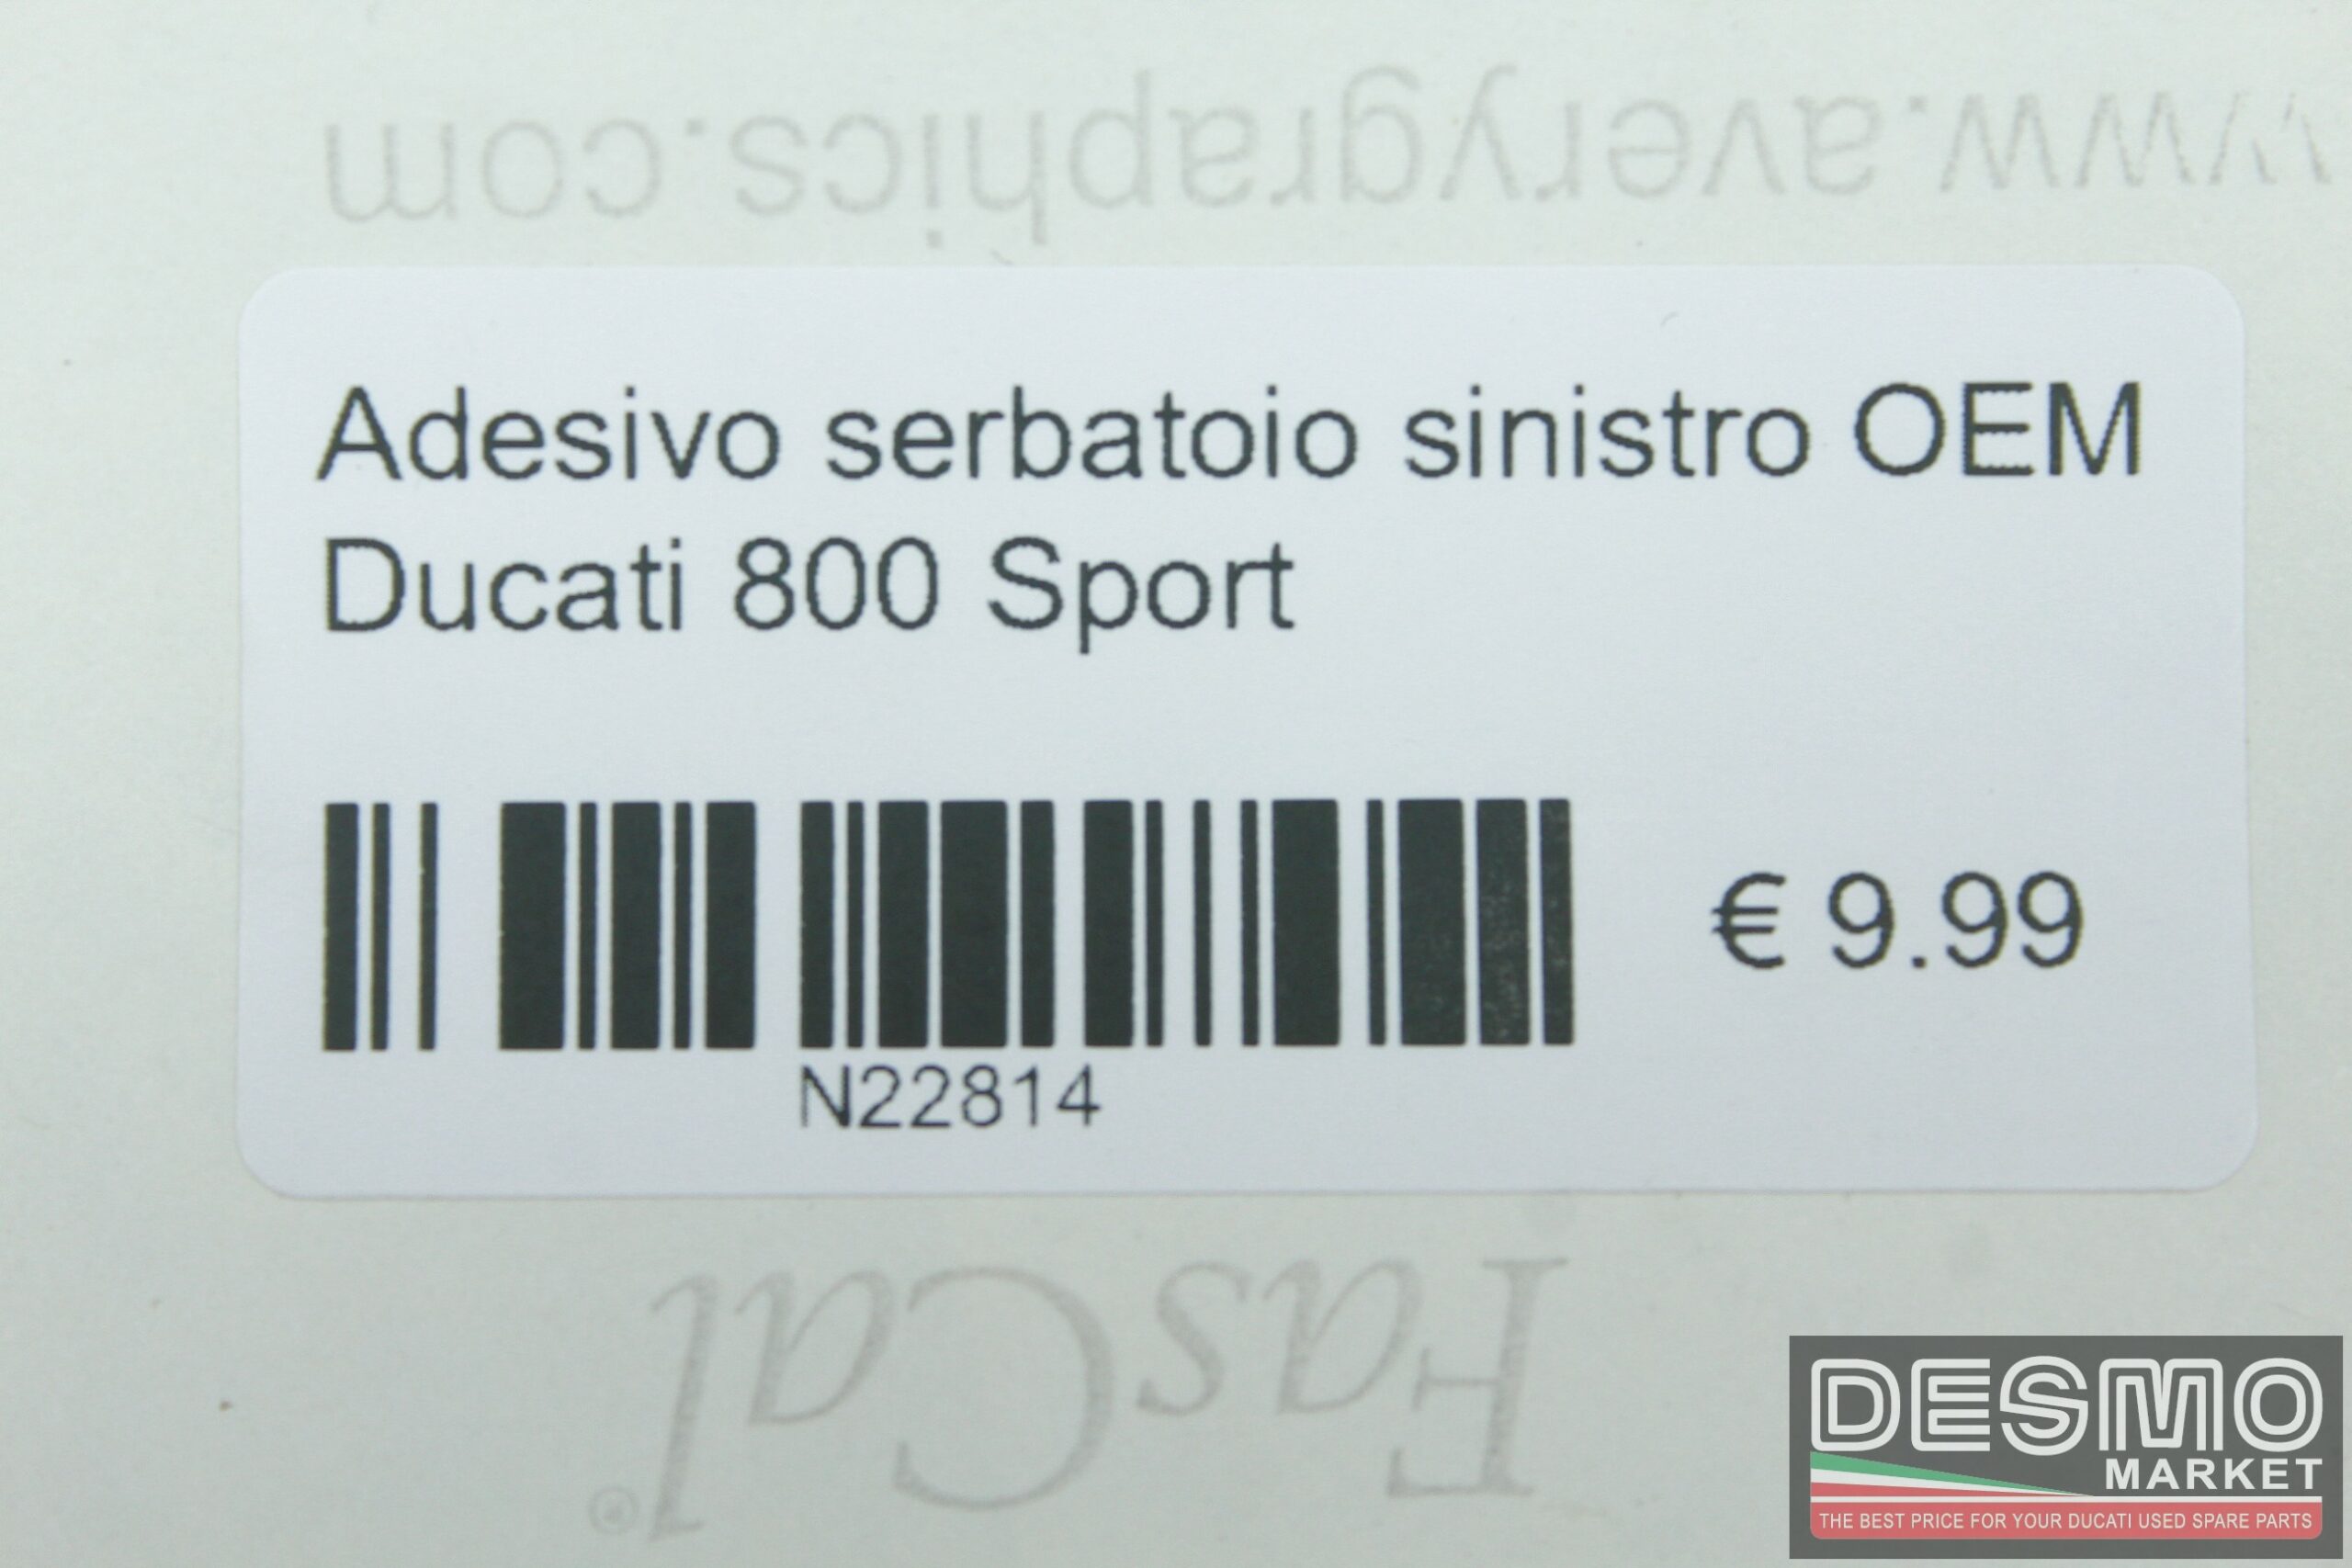 www.averygraphics.com
Adesivo serbatoio sinistro OEM
Ducati 800 Sport
€ 9.99
N22814
FasCal®
DESMO
MARKET
THE BEST PRICE FOR YOUR DUCATI USED SPARE PARTS